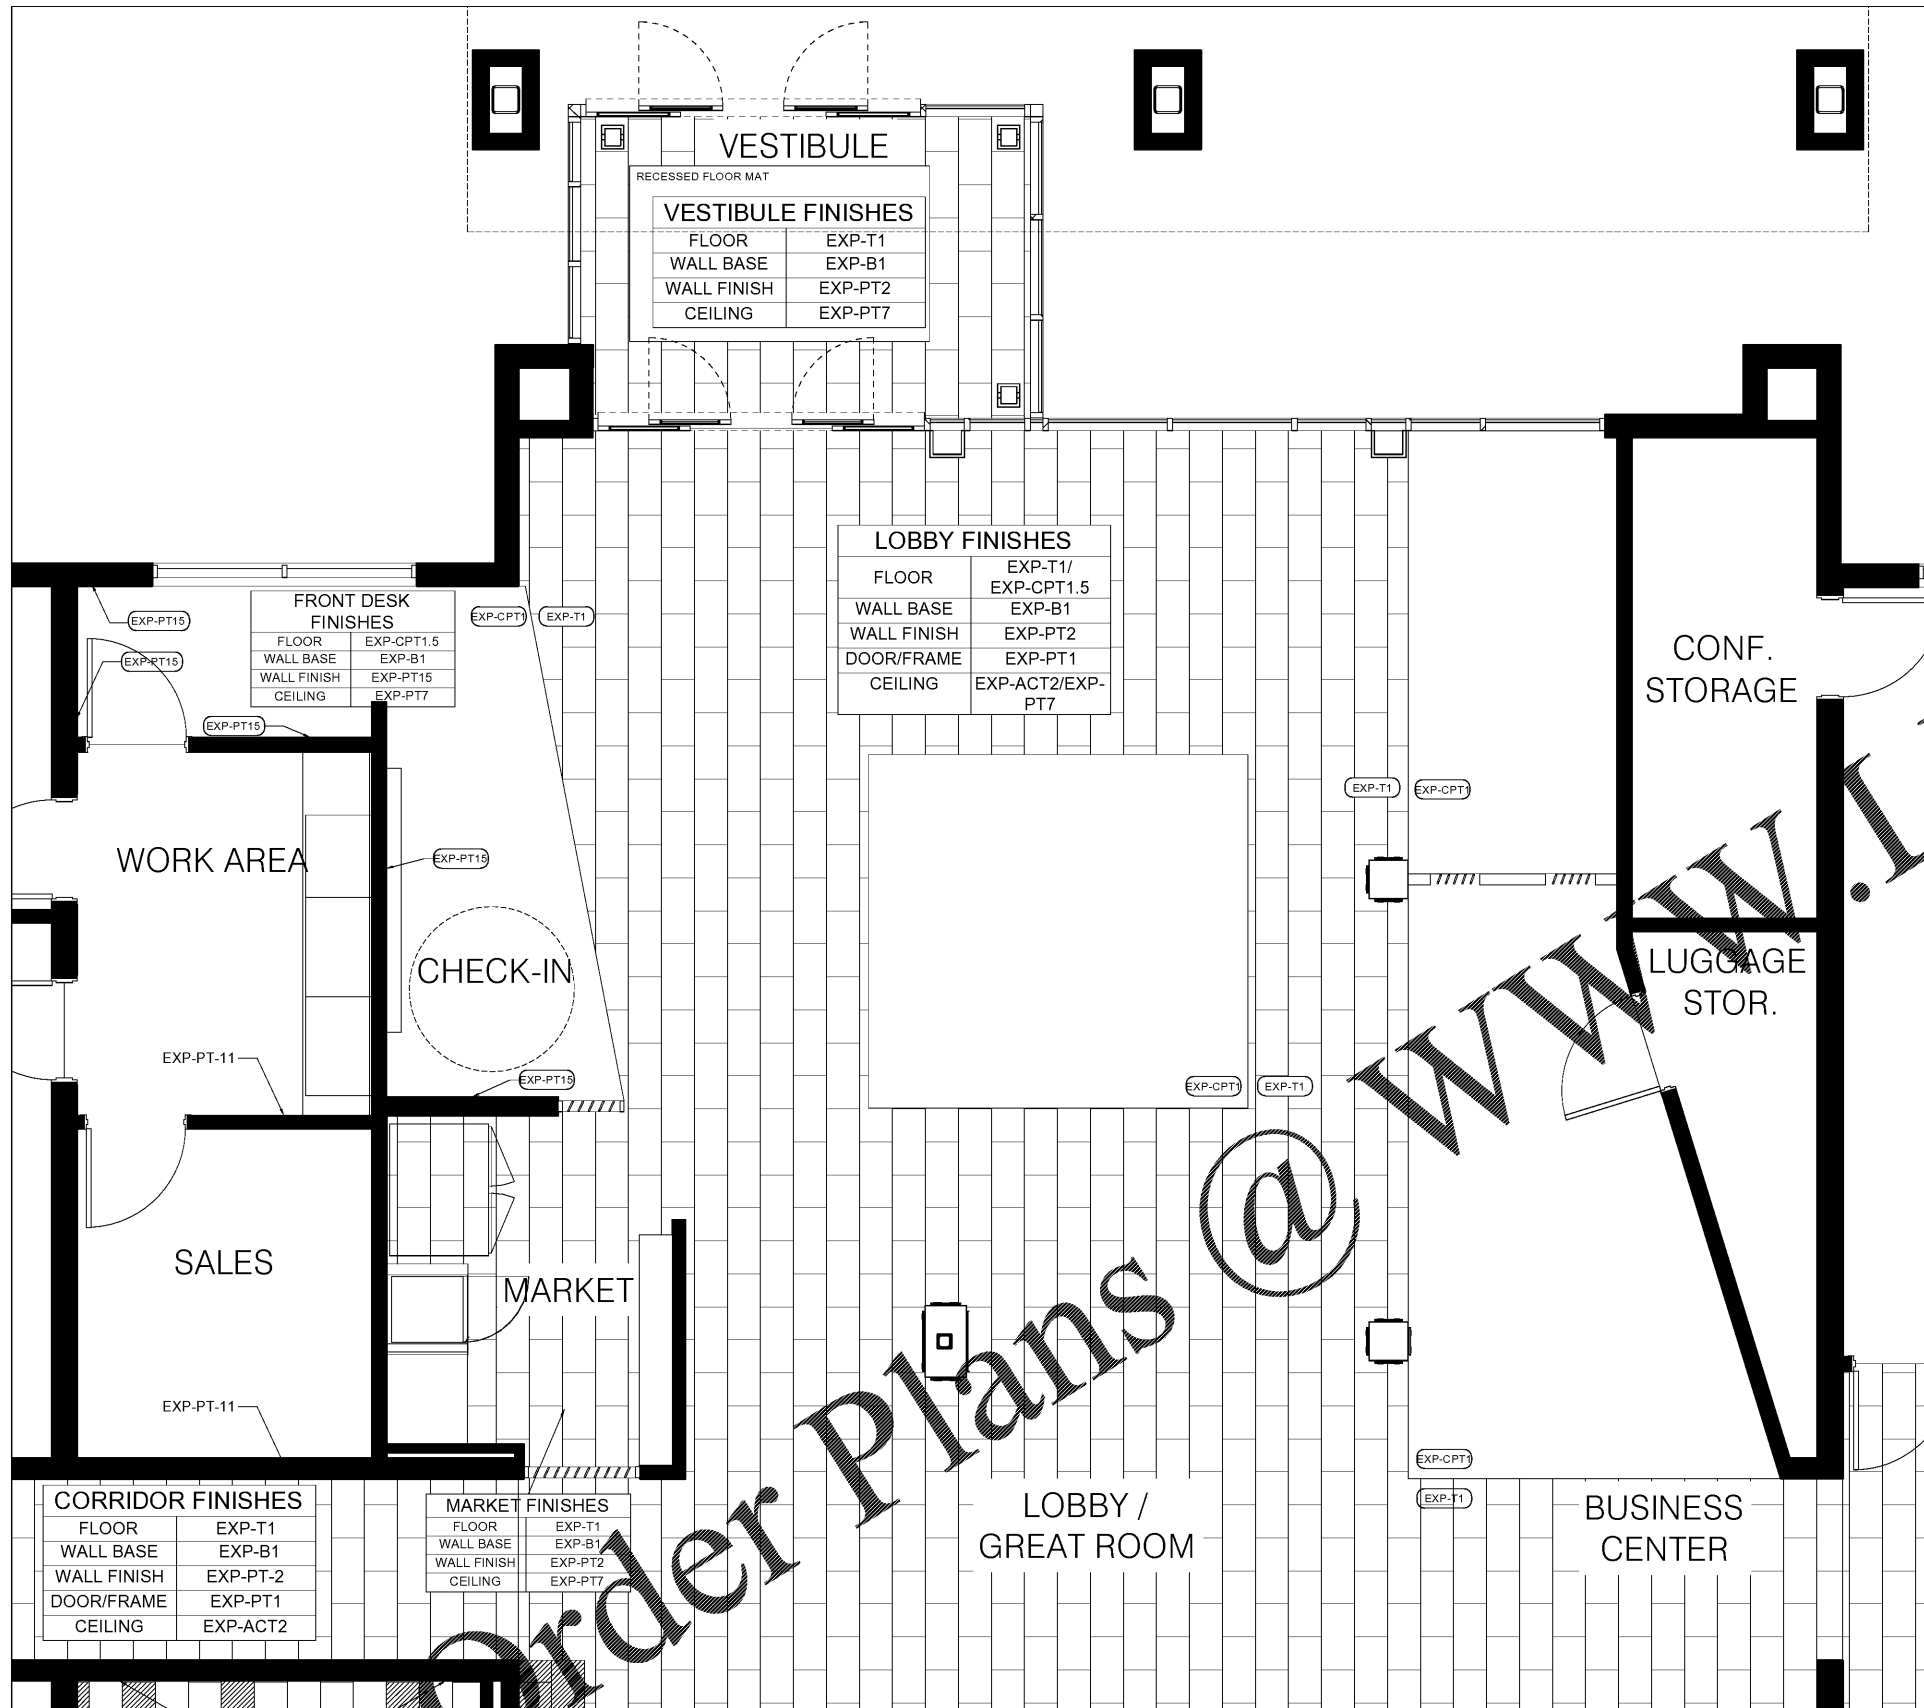 VESTIBULE
RECESSED FLOOR MAT
VESTIBULE FINISHES
FLOOR EXP-T1
WALL BASE EXP-B1
WALL FINISH EXP-PT2
CEILING EXP-PT7
LOBBY FINISHES
FLOOR EXP-T1/
EXP-CPT1.5
WALL BASE EXP-B1
WALL FINISH EXP-PT2
DOOR/FRAME EXP-PT1
CEILING EXP-ACT2/EXP-
PT7
FRONT DESK
FINISHES
FLOOR EXP-CPT1.5
WALL BASE EXP-B1
WALL FINISH EXP-PT15
CEILING EXP-PT7
EXP-PT15
EXP-PT15
EXP-PT15
EXP-CPT1
EXP-T1
CONF.
STORAGE
EXP-T1
EXP-CPT1
WORK AREA
EXP-PT15
CHECK-IN
LUGGAGE
STOR.
EXP-PT-11
EXP-PT15
EXP-CPT1
EXP-T1
SALES
MARKET
EXP-PT-11
EXP-CPT1
EXP-T1
CORRIDOR FINISHES
FLOOR EXP-T1
WALL BASE EXP-B1
WALL FINISH EXP-PT-2
DOOR/FRAME EXP-PT1
CEILING EXP-ACT2
MARKET FINISHES
FLOOR EXP-T1
WALL BASE EXP-B1
WALL FINISH EXP-PT2
CEILING EXP-PT7
LOBBY /
GREAT ROOM
BUSINESS
CENTER
Order Plans @ www.